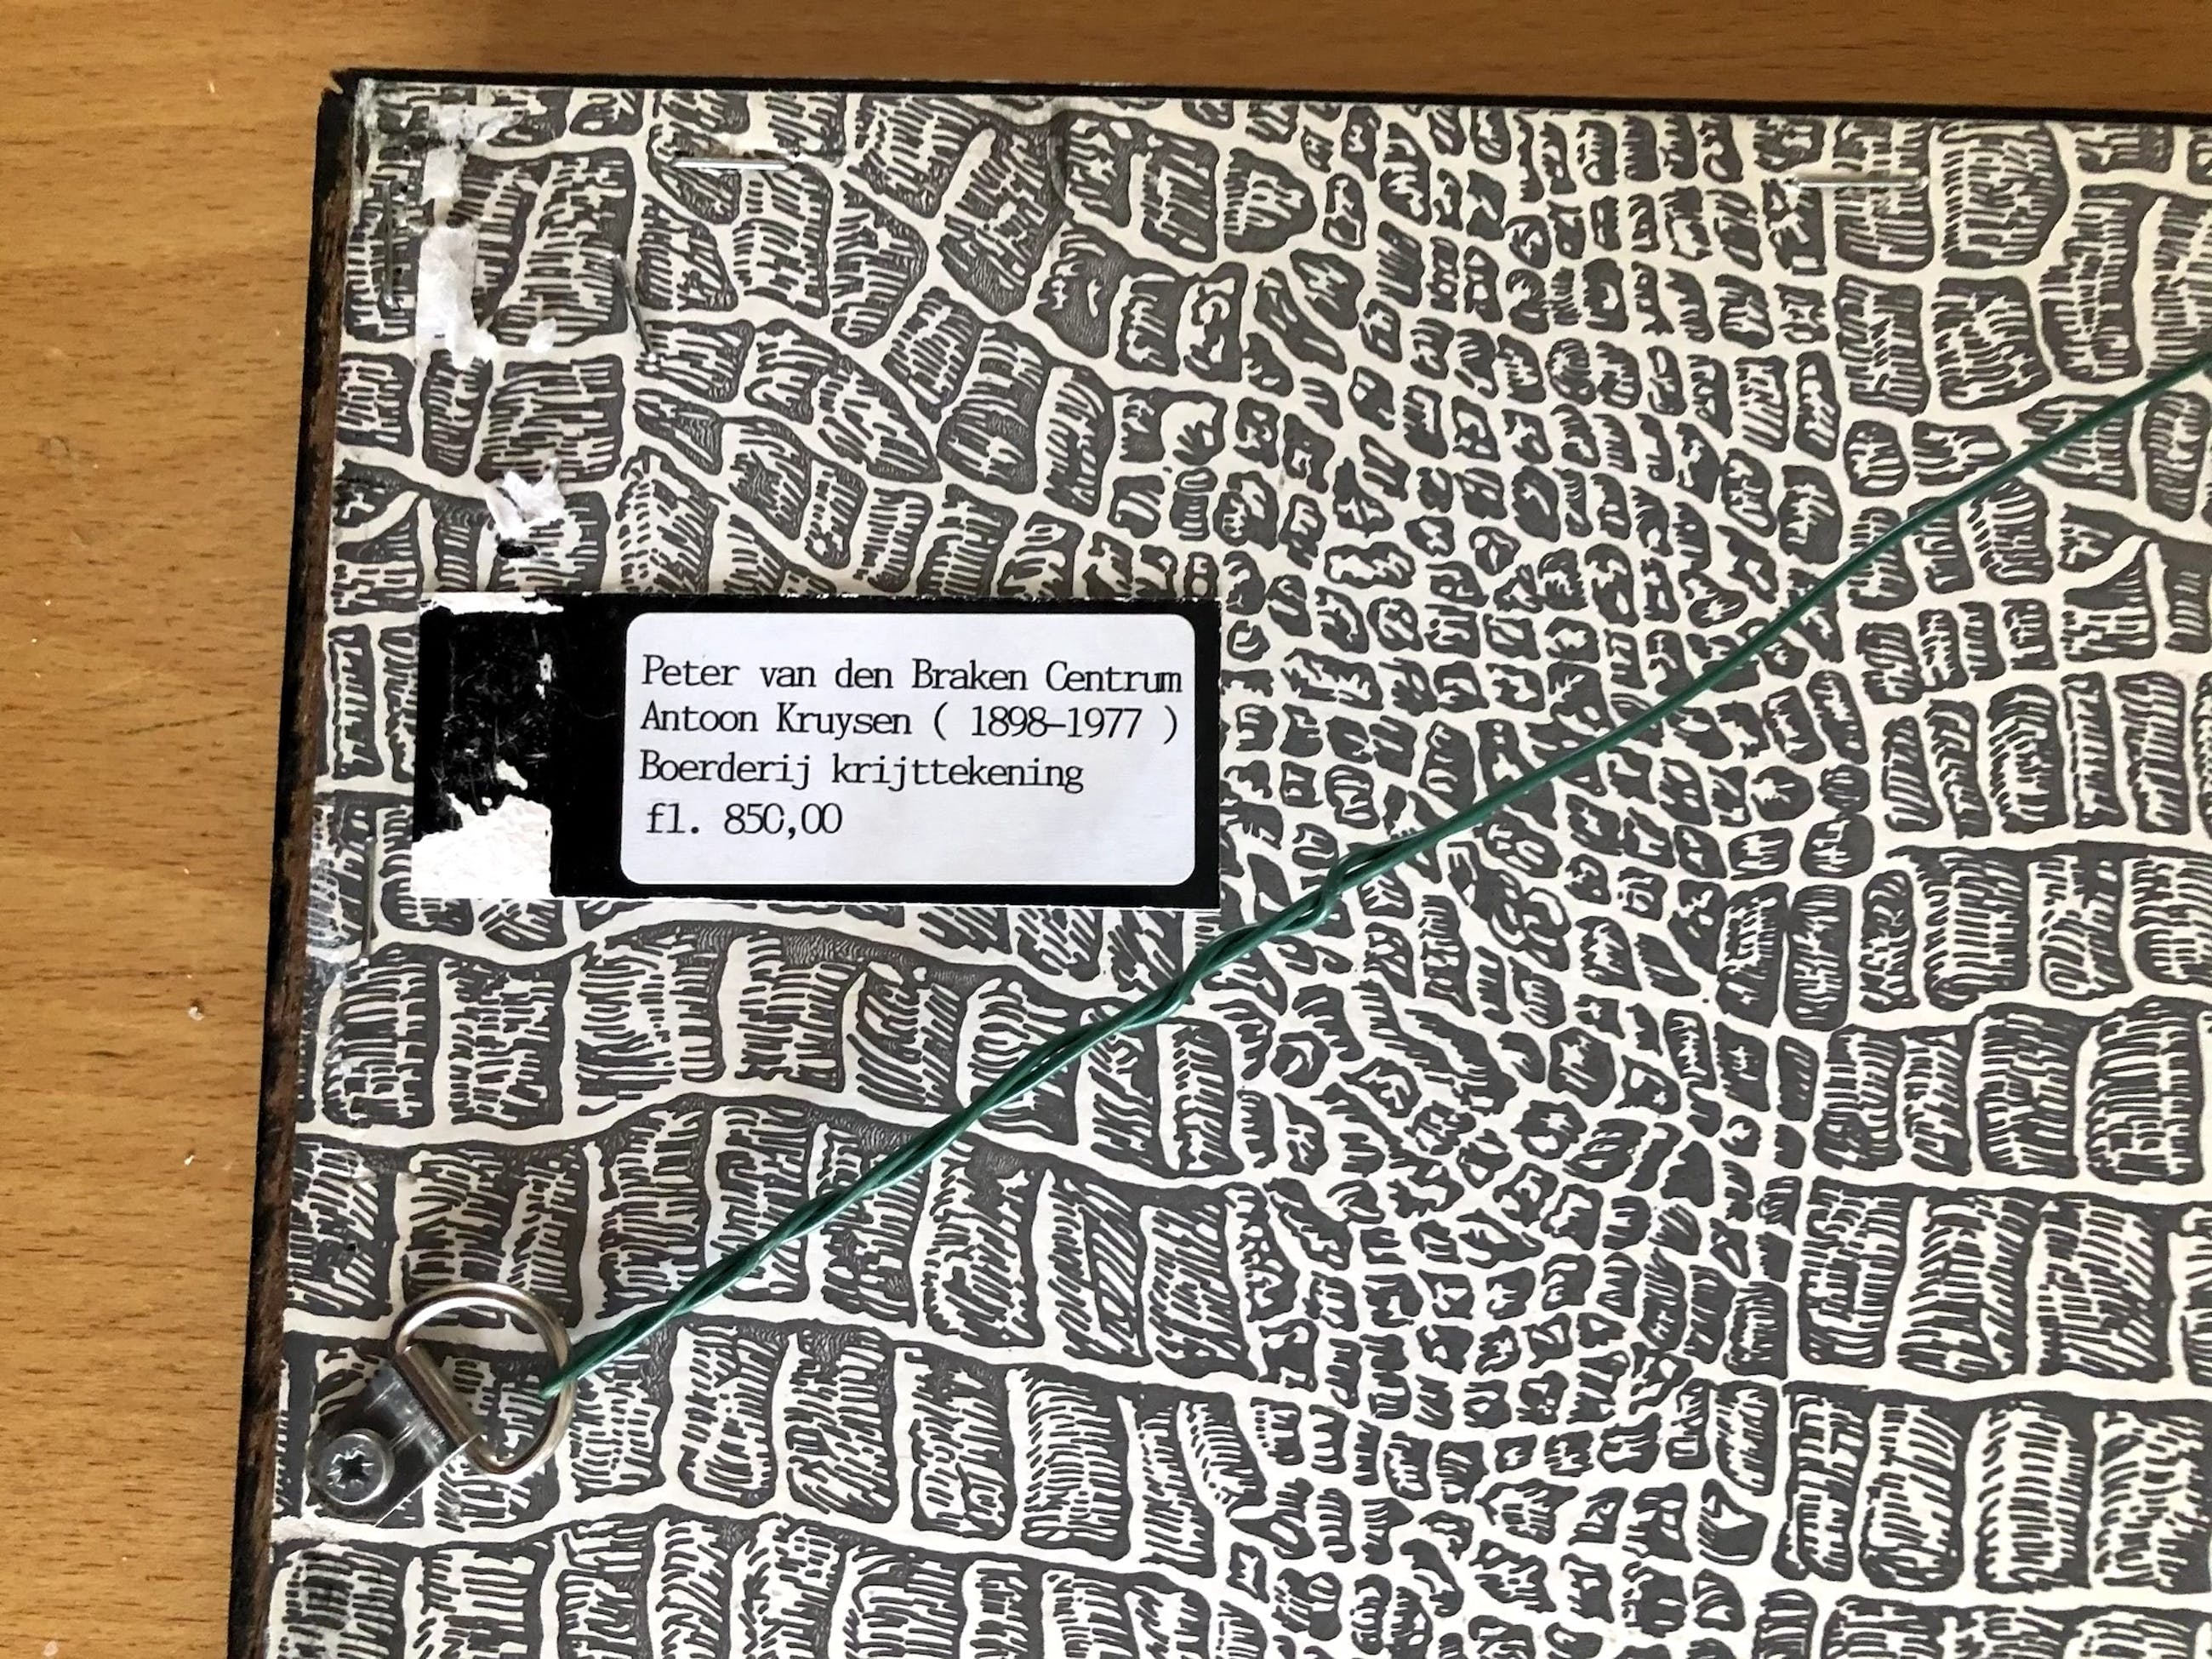 Peter van den Braken Centrum
Antoon Kruysen ( 1898-1977 )
Boerderij krijttekening
fl. 850,00